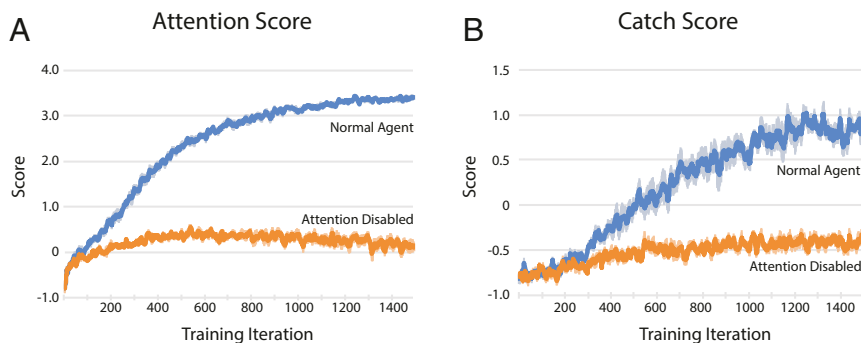 A
Attention Score
4.0
3.0
2.0
1.0
0
-1.0
Score
Normal Agent
Attention Disabled
200 400 600 800 1000 1200 1400
Training Iteration
B
Catch Score
1.5
1.0
0.5
0
-0.5
-1.0
Score
Normal Agent
Attention Disabled
200 400 600 800 1000 1200 1400
Training Iteration